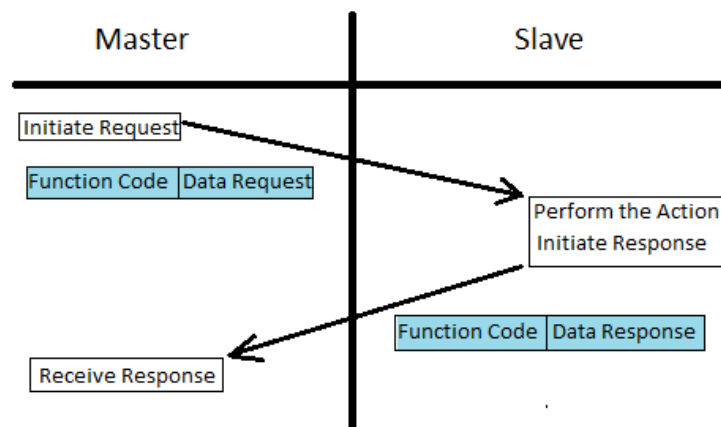 Master
Slave
Initiate Request
Function Code Data Request
Perform the Action
Initiate Response
Function Code Data Response
Receive Response